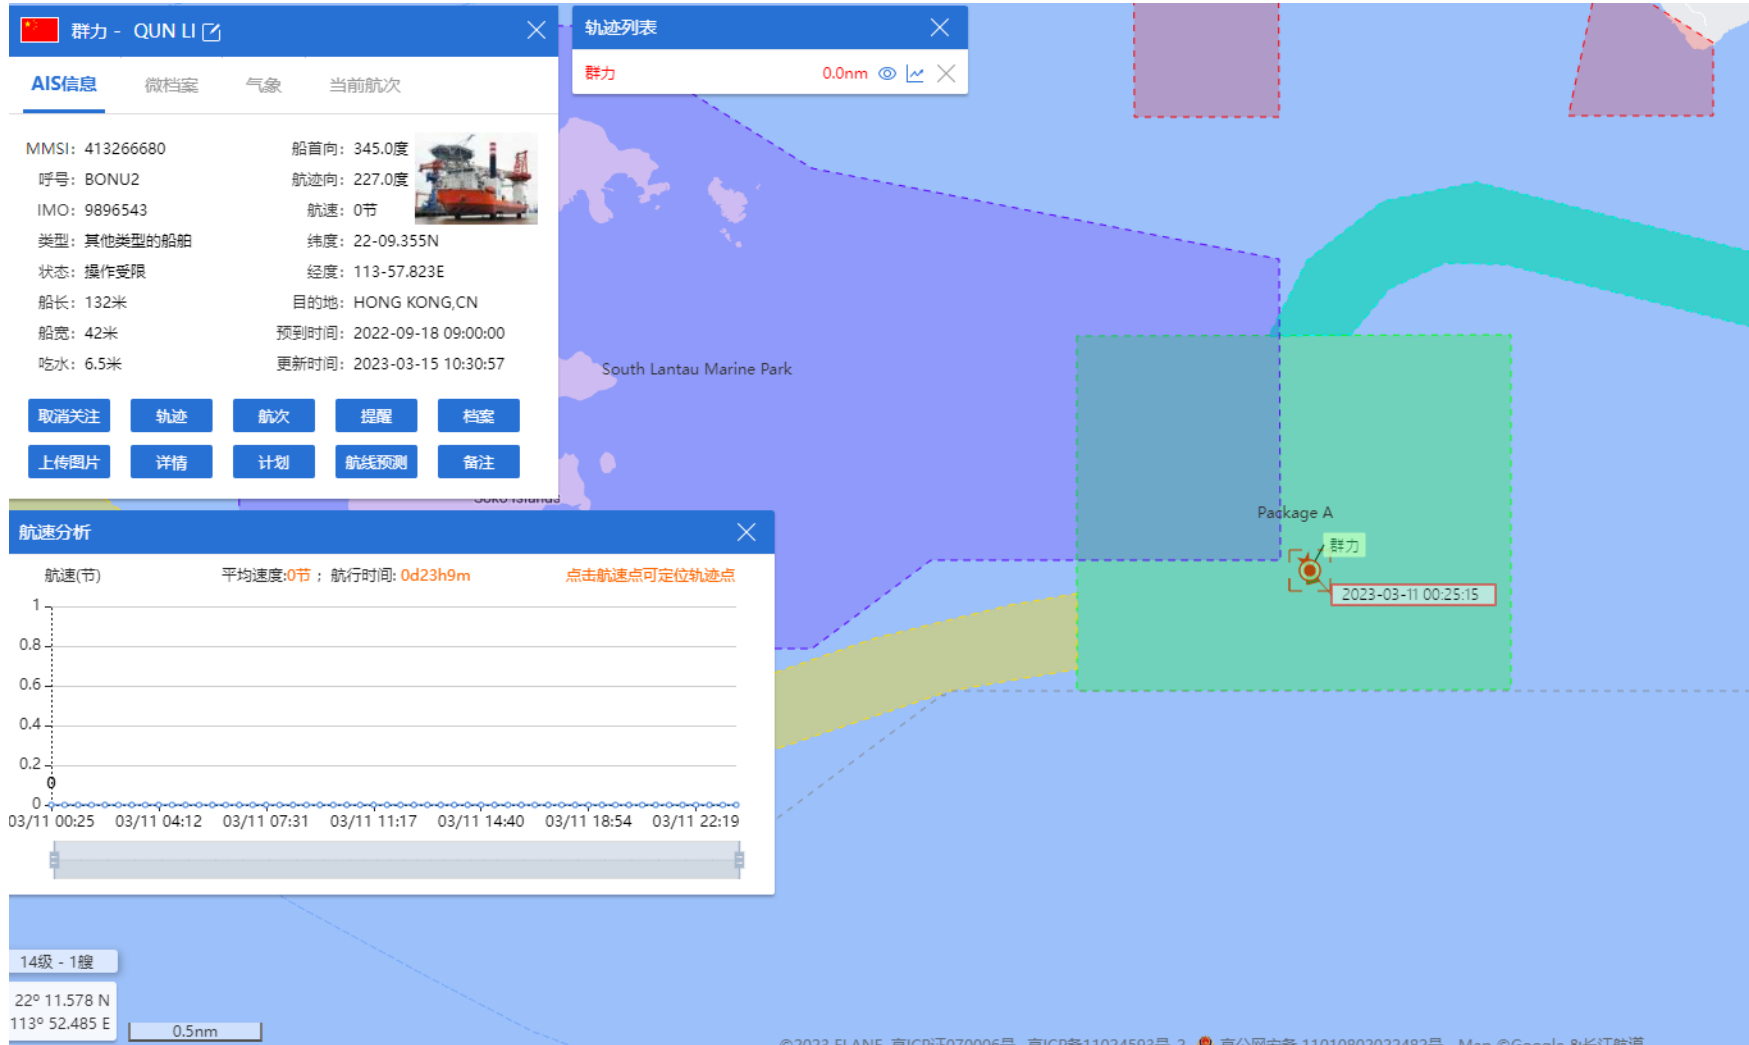 群力 - QUN LI
AIS信息 微档案 气象 当前航次
MMSI: 413266680 船首向: 345.0度
呼号: BONU2 航迹向: 227.0度
IMO: 9896543 航速: 0节
类型: 其他类型的船舶 纬度: 22-09.355N
状态: 操作受限 经度: 113-57.823E
船长: 132米 目的地: HONG KONG,CN
船宽: 42米 预到时间: 2022-09-18 09:00:00
吃水: 6.5米 更新时间: 2023-03-15 10:30:57
取消关注 轨迹 航次 提醒 档案
上传图片 详情 计划 航线预测 备注
轨迹列表
群力 0.0nm
South Lantau Marine Park
Soko Islands
Package A
群力
2023-03-11 00:25:15
航速分析
航速(节) 平均速度:0节 ; 航行时间: 0d23h9m 点击航速点可定位轨迹点
1
0.8
0.6
0.4
0.2
0
0
03/11 00:25 03/11 04:12 03/11 07:31 03/11 11:17 03/11 14:40 03/11 18:54 03/11 22:19
14级 - 1艘
22º 11.578 N
113º 52.485 E
0.5nm